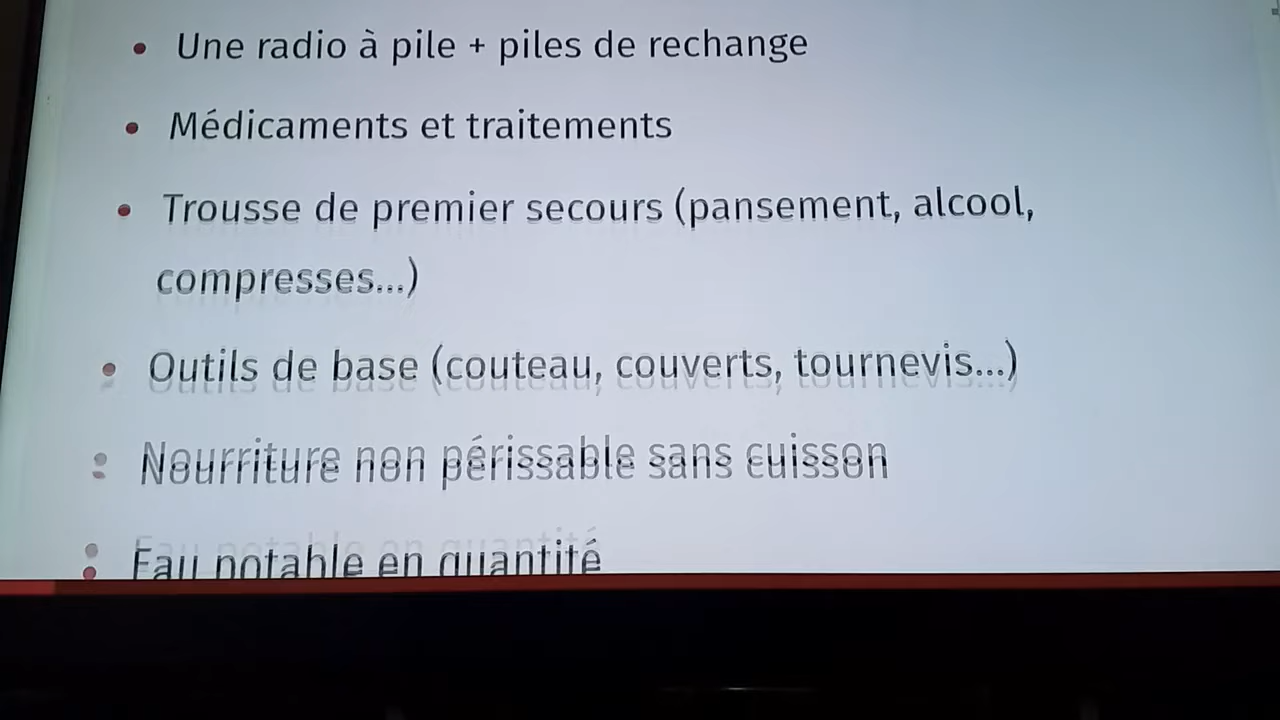 • Une radio à pile + piles de rechange
• Médicaments et traitements
• Trousse de premier secours (pansement, alcool,
compresses...)
• Outils de base (couteau, couverts, tournevis...)
• Nourriture non périssable sans cuisson
• Eau potable en quantité